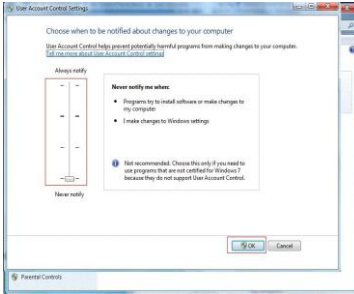 User Account Control Settings
Choose when to be notified about changes to your computer
User Account Control helps prevent potentially harmful programs from making changes to your computer.
Tell me more about User Account Control settings
Always notify
Never notify me when:
• Programs try to install software or make changes to
my computer
• I make changes to Windows settings
Not recommended. Choose this only if you need to
use programs that are not certified for Windows 7
because they do not support User Account Control.
Never notify
OK
Cancel
Parental Controls